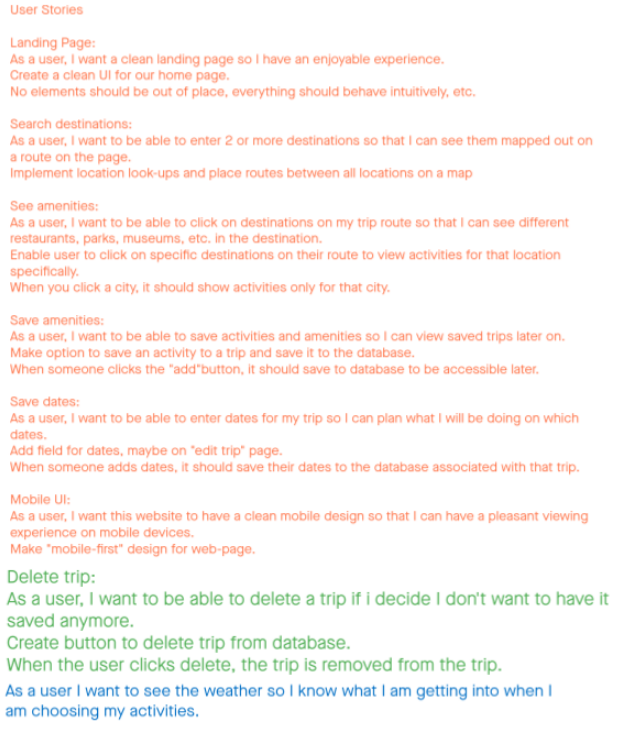 User Stories
Landing Page:
As a user, I want a clean landing page so I have an enjoyable experience.
Create a clean UI for our home page.
No elements should be out of place, everything should behave intuitively, etc.
Search destinations:
As a user, I want to be able to enter 2 or more destinations so that I can see them mapped out on
a route on the page.
Implement location look-ups and place routes between all locations on a map
See amenities:
As a user, I want to be able to click on destinations on my trip route so that I can see different
restaurants, parks, museums, etc. in the destination.
Enable user to click on specific destinations on their route to view activities for that location
specifically.
When you click a city, it should show activities only for that city.
Save amenities:
As a user, I want to be able to save activities and amenities so I can view saved trips later on.
Make option to save an activity to a trip and save it to the database.
When someone clicks the "add"button, it should save to database to be accessible later.
Save dates:
As a user, I want to be able to enter dates for my trip so I can plan what I will be doing on which
dates.
Add field for dates, maybe on "edit trip" page.
When someone adds dates, it should save their dates to the database associated with that trip.
Mobile UI:
As a user, I want this website to have a clean mobile design so that I can have a pleasant viewing
experience on mobile devices.
Make "mobile-first" design for web-page.
Delete trip:
As a user, I want to be able to delete a trip if i decide I don't want to have it
saved anymore.
Create button to delete trip from database.
When the user clicks delete, the trip is removed from the trip.
As a user I want to see the weather so I know what I am getting into when I
am choosing my activities.